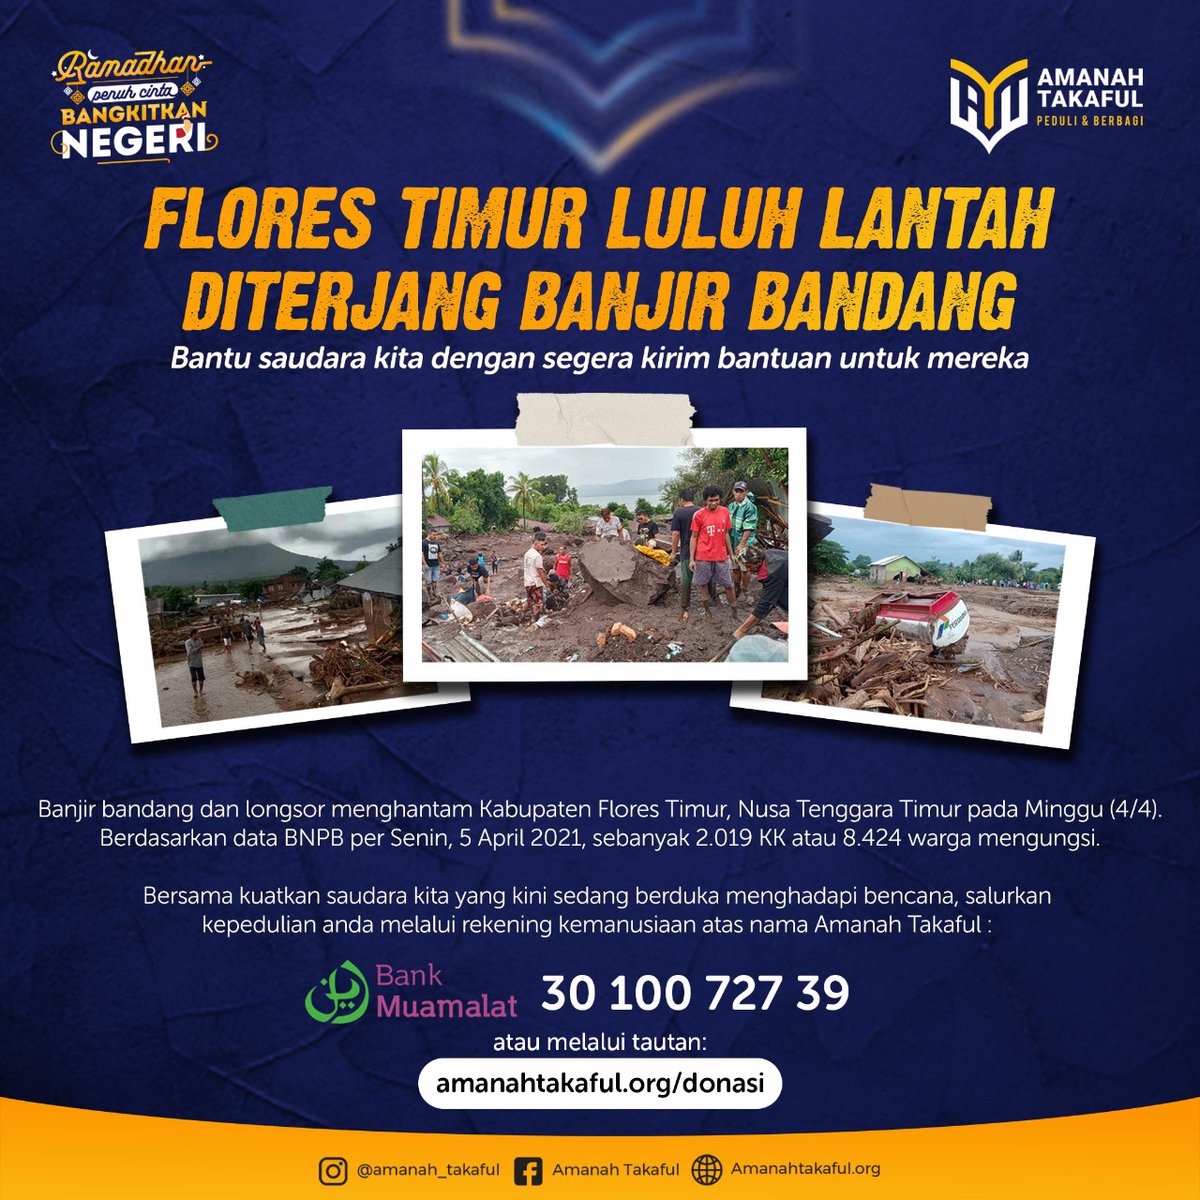 Ramadhan
penuh cinta
BANGKITKAN
NEGERI
AMANAH
TAKAFUL
PEDULI & BERBAGI
FLORES TIMUR LULUH LANTAH
DITERJANG BANJIR BANDANG
Bantu saudara kita dengan segera kirim bantuan untuk mereka
Banjir bandang dan longsor menghantam Kabupaten Flores Timur, Nusa Tenggara Timur pada Minggu (4/4).
Berdasarkan data BNPB per Senin, 5 April 2021, sebanyak 2.019 KK atau 8.424 warga mengungsi.
Bersama kuatkan saudara kita yang kini sedang berduka menghadapi bencana, salurkan
kepedulian anda melalui rekening kemanusiaan atas nama Amanah Takaful :
Bank
Muamalat
30 100 727 39
atau melalui tautan:
amanahtakaful.org/donasi
@amanah_takaful Amanah Takaful Amanahtakaful.org